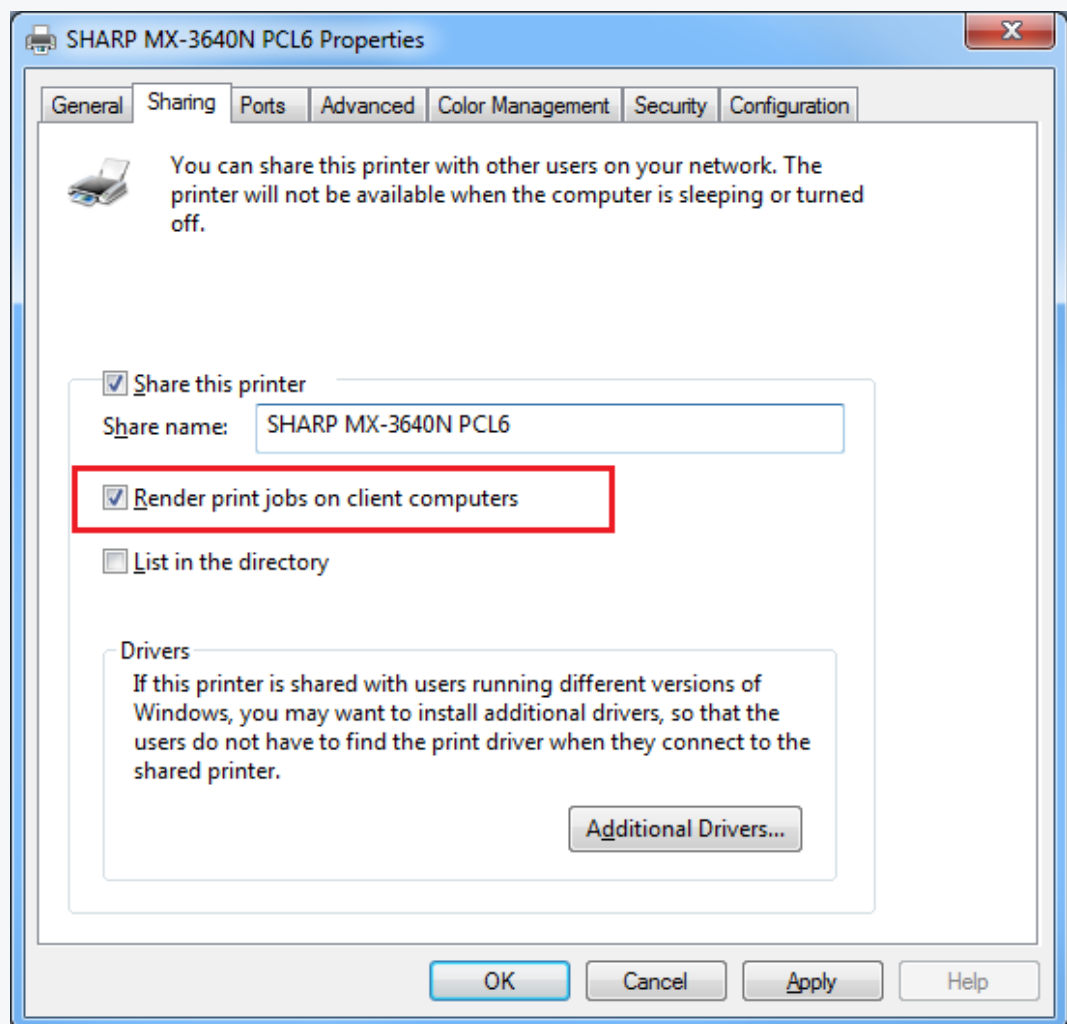 SHARP MX-3640N PCL6 Properties
X
General Sharing Ports Advanced Color Management Security Configuration
You can share this printer with other users on your network. The
printer will not be available when the computer is sleeping or turned
off.
Share this printer
Share name: SHARP MX-3640N PCL6
Render print jobs on client computers
List in the directory
Drivers
If this printer is shared with users running different versions of
Windows, you may want to install additional drivers, so that the
users do not have to find the print driver when they connect to the
shared printer.
Additional Drivers...
OK Cancel Apply Help